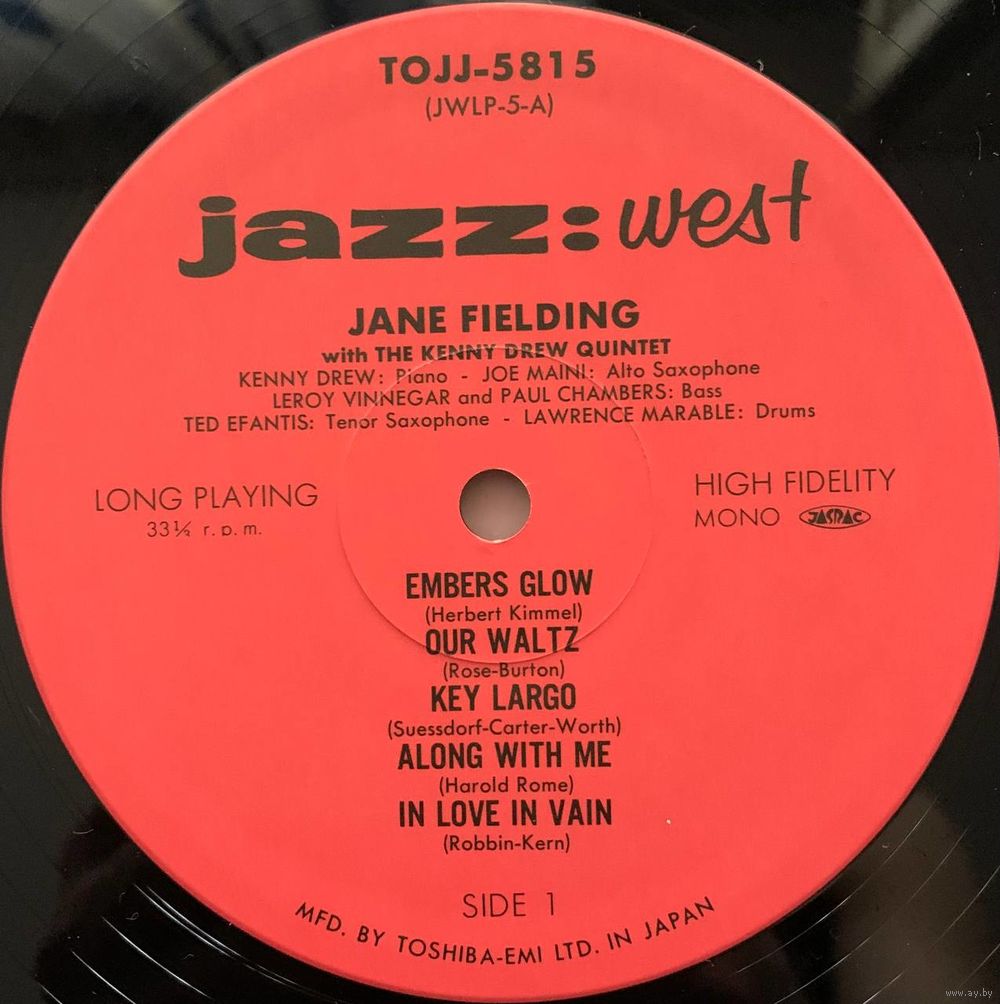 TOJJ-5815
(JWLP-5-A)
jazz: west
JANE FIELDING
with THE KENNY DREW QUINTET
KENNY DREW: Piano - JOE MAINI: Alto Saxophone
LEROY VINNEGAR and PAUL CHAMBERS: Bass
TED EFANTIS: Tenor Saxophone - LAWRENCE MARABLE: Drums
LONG PLAYING
33⅓ r.p.m.
HIGH FIDELITY
MONO JASRAC
EMBERS GLOW
(Herbert Kimmel)
OUR WALTZ
(Rose-Burton)
KEY LARGO
(Suessdorf-Carter-Worth)
ALONG WITH ME
(Harold Rome)
IN LOVE IN VAIN
(Robbin-Kern)
SIDE 1
MFD. BY TOSHIBA-EMI LTD. IN JAPAN
www.ay.by